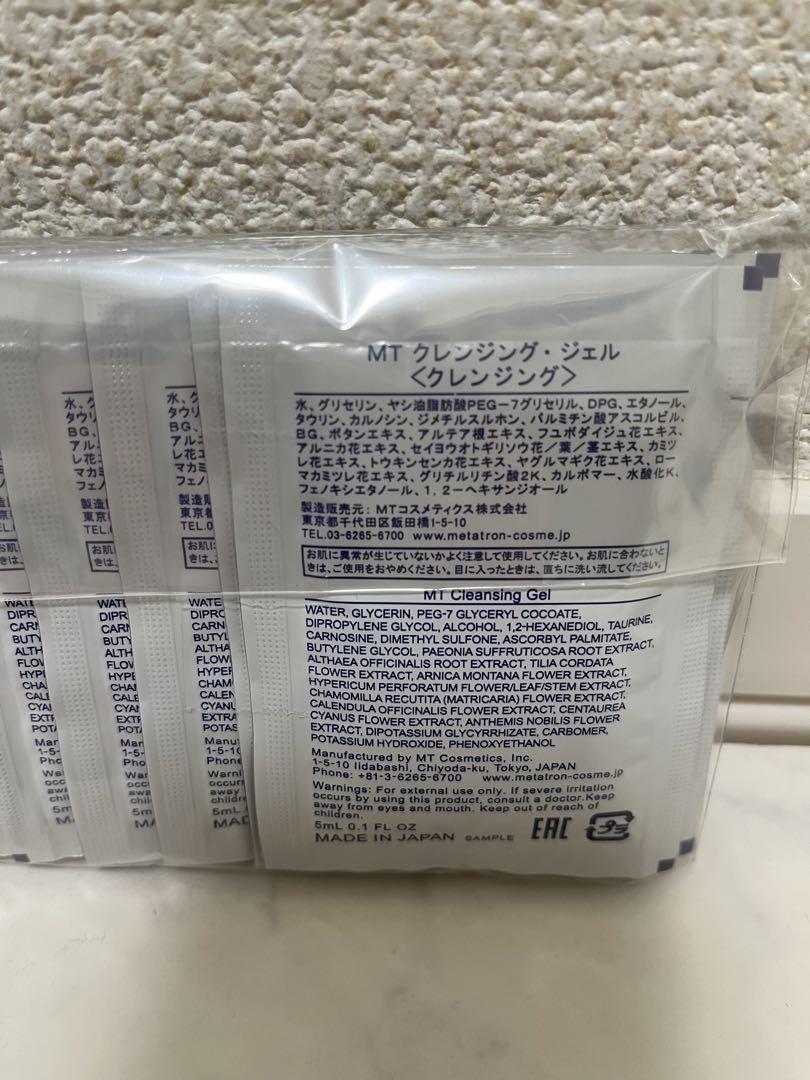 MT クレンジング・ジェル
〈クレンジング〉
水、グリセリン、ヤシ油脂肪酸PEG-7グリセリル、DPG、エタノール、
タウリン、カルノシン、ジメチルスルホン、パルミチン酸アスコルビル、
BG、ボタンエキス、アルテア根エキス、フユボダイジュ花エキス、
アルニカ花エキス、セイヨウオトギリソウ花/葉/茎エキス、カミツ
レ花エキス、トウキンセンカ花エキス、ヤグルマギク花エキス、ロー
マカミツレ花エキス、グリチルリチン酸2K、カルボマー、水酸化K、
フェノキシエタノール、1,2-ヘキサンジオール
製造販売元:MTコスメティクス株式会社
東京都千代田区飯田橋1-5-10
TEL.03-6265-6700 www.metatron-cosme.jp
お肌に異常が生じていないかよく注意して使用してください。お肌に合わないと
きは、ご使用をおやめください。目に入ったときは、直ちに洗い流してください。
MT Cleansing Gel
WATER, GLYCERIN, PEG-7 GLYCERYL COCOATE,
DIPROPYLENE GLYCOL, ALCOHOL, 1,2-HEXANEDIOL, TAURINE,
CARNOSINE, DIMETHYL SULFONE, ASCORBYL PALMITATE,
BUTYLENE GLYCOL, PAEONIA SUFFRUTICOSA ROOT EXTRACT,
ALTHAEA OFFICINALIS ROOT EXTRACT, TILIA CORDATA
FLOWER EXTRACT, ARNICA MONTANA FLOWER EXTRACT,
HYPERICUM PERFORATUM FLOWER/LEAF/STEM EXTRACT,
CHAMOMILLA RECUTITA (MATRICARIA) FLOWER EXTRACT,
CALENDULA OFFICINALIS FLOWER EXTRACT, CENTAUREA
CYANUS FLOWER EXTRACT, ANTHEMIS NOBILIS FLOWER
EXTRACT, DIPOTASSIUM GLYCYRRHIZATE, CARBOMER,
POTASSIUM HYDROXIDE, PHENOXYETHANOL
Manufactured by MT Cosmetics, Inc.
1-5-10 Iidabashi, Chiyoda-ku, Tokyo, JAPAN
Phone: +81-3-6265-6700 www.metatron-cosme.jp
Warnings: For external use only. If severe irritation
occurs by using this product, consult a doctor. Keep
away from eyes and mouth. Keep out of reach of
children.
5mL 0.1 FL OZ
MADE IN JAPAN SAMPLE EAC プラ